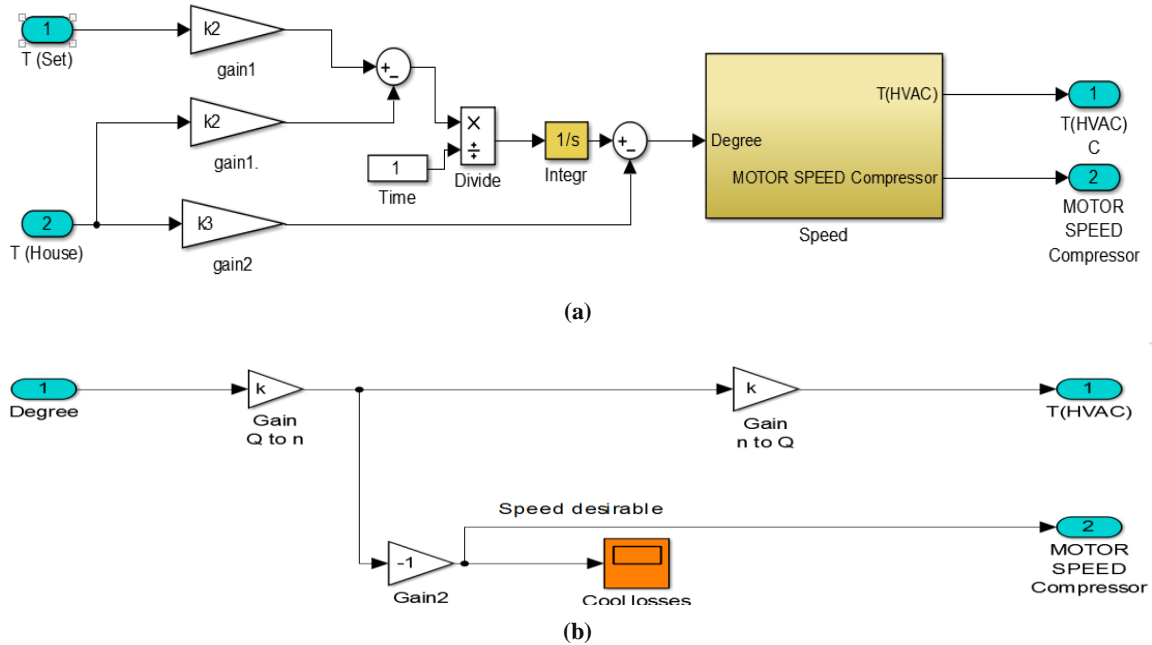 1
T (Set)
k2
gain1
+
-
k2
gain1.
×
÷
Divide
1
Time
1/s
Integr
+
-
Degree
T(HVAC)
MOTOR SPEED Compressor
Speed
1
T(HVAC)
C
2
MOTOR
SPEED
Compressor
2
T (House)
k3
gain2
(a)
1
Degree
k
Gain
Q to n
k
Gain
n to Q
1
T(HVAC)
Speed desirable
-1
Gain2
Cool losses
2
MOTOR
SPEED
Compressor
(b)